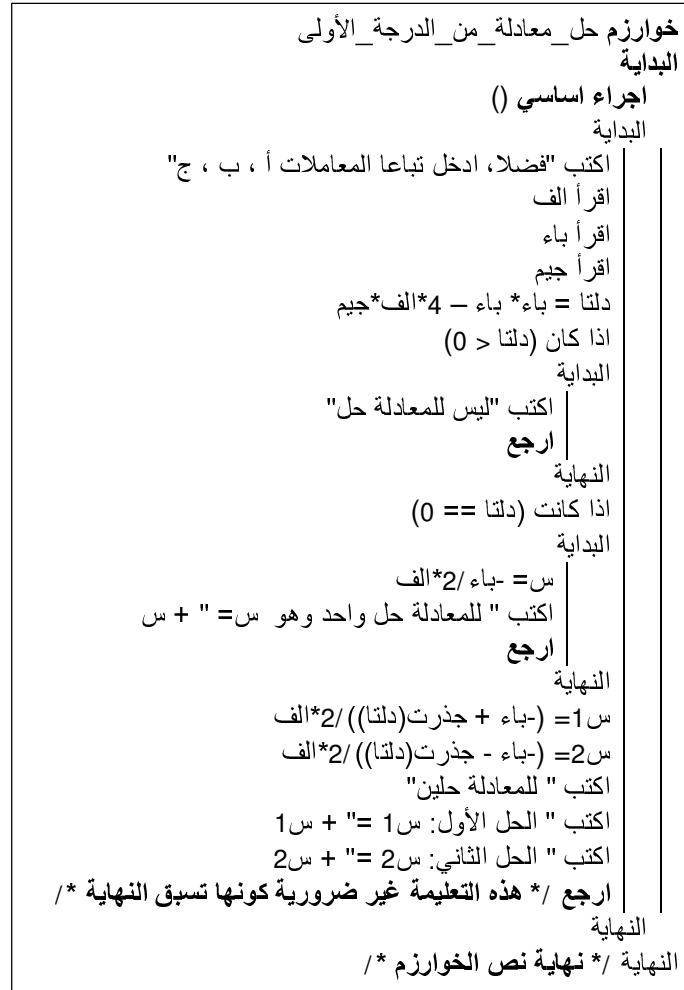 خوارزم حل_معادلة_من_الدرجة_الأولى
البداية
اجراء اساسي ()
البداية
اكتب "فضلا، ادخل تباعا المعاملات أ ، ب ، ج"
اقرأ الف
اقرأ باء
اقرأ جيم
دلتا = باء* باء – 4*الف*جيم
اذا كان (دلتا < 0)
البداية
اكتب "ليس للمعادلة حل"
ارجع
النهاية
اذا كانت (دلتا == 0)
البداية
س= -باء /2*الف
اكتب " للمعادلة حل واحد وهو س= " + س
ارجع
النهاية
س1= (-باء + جذرت(دلتا)) /2*الف
س2= (-باء - جذرت(دلتا)) /2*الف
اكتب " للمعادلة حلين"
اكتب " الحل الأول: س1 =" + س1
اكتب " الحل الثاني: س2 =" + س2
ارجع /* هذه التعليمة غير ضرورية كونها تسبق النهاية */
النهاية
النهاية /* نهاية نص الخوارزم */